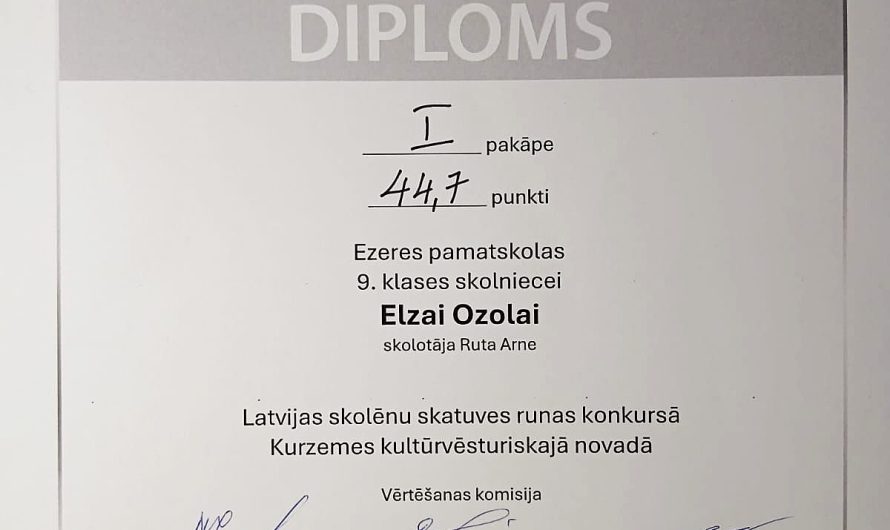 DIPLOMS
I pakāpe
44,7 punkti
Ezeres pamatskolas
9. klases skolniecei
Elzai Ozolai
skolotāja Ruta Arne
Latvijas skolēnu skatuves runas konkursā
Kurzemes kultūrvēsturiskajā novadā
Vērtēšanas komisija